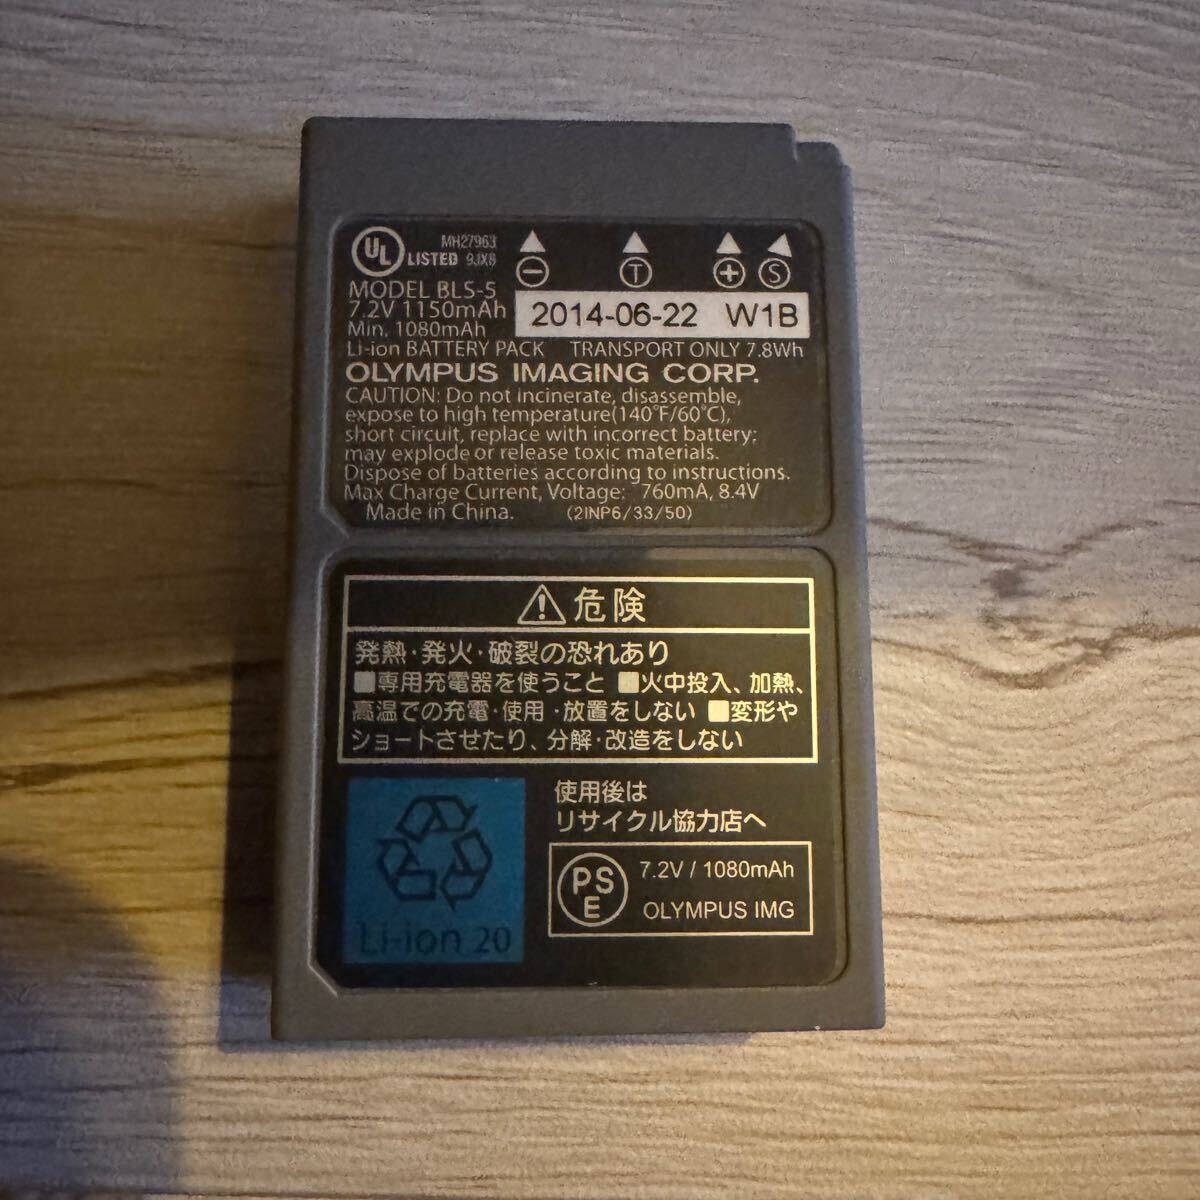 UL LISTED MH27963 9JX8
− T + S
MODEL BLS-5
7.2V 1150mAh
Min. 1080mAh
2014-06-22 W1B
Li-ion BATTERY PACK TRANSPORT ONLY 7.8Wh
OLYMPUS IMAGING CORP.
CAUTION: Do not incinerate, disassemble,
expose to high temperature(140°F/60°C),
short circuit, replace with incorrect battery;
may explode or release toxic materials.
Dispose of batteries according to instructions.
Max Charge Current, Voltage: 760mA, 8.4V
Made in China. (2INP6/33/50)
⚠危険
発熱・発火・破裂の恐れあり
■専用充電器を使うこと ■火中投入、加熱、
高温での充電・使用・放置をしない ■変形や
ショートさせたり、分解・改造をしない
使用後は
リサイクル協力店へ
Li-ion 20
PSE
7.2V / 1080mAh
OLYMPUS IMG